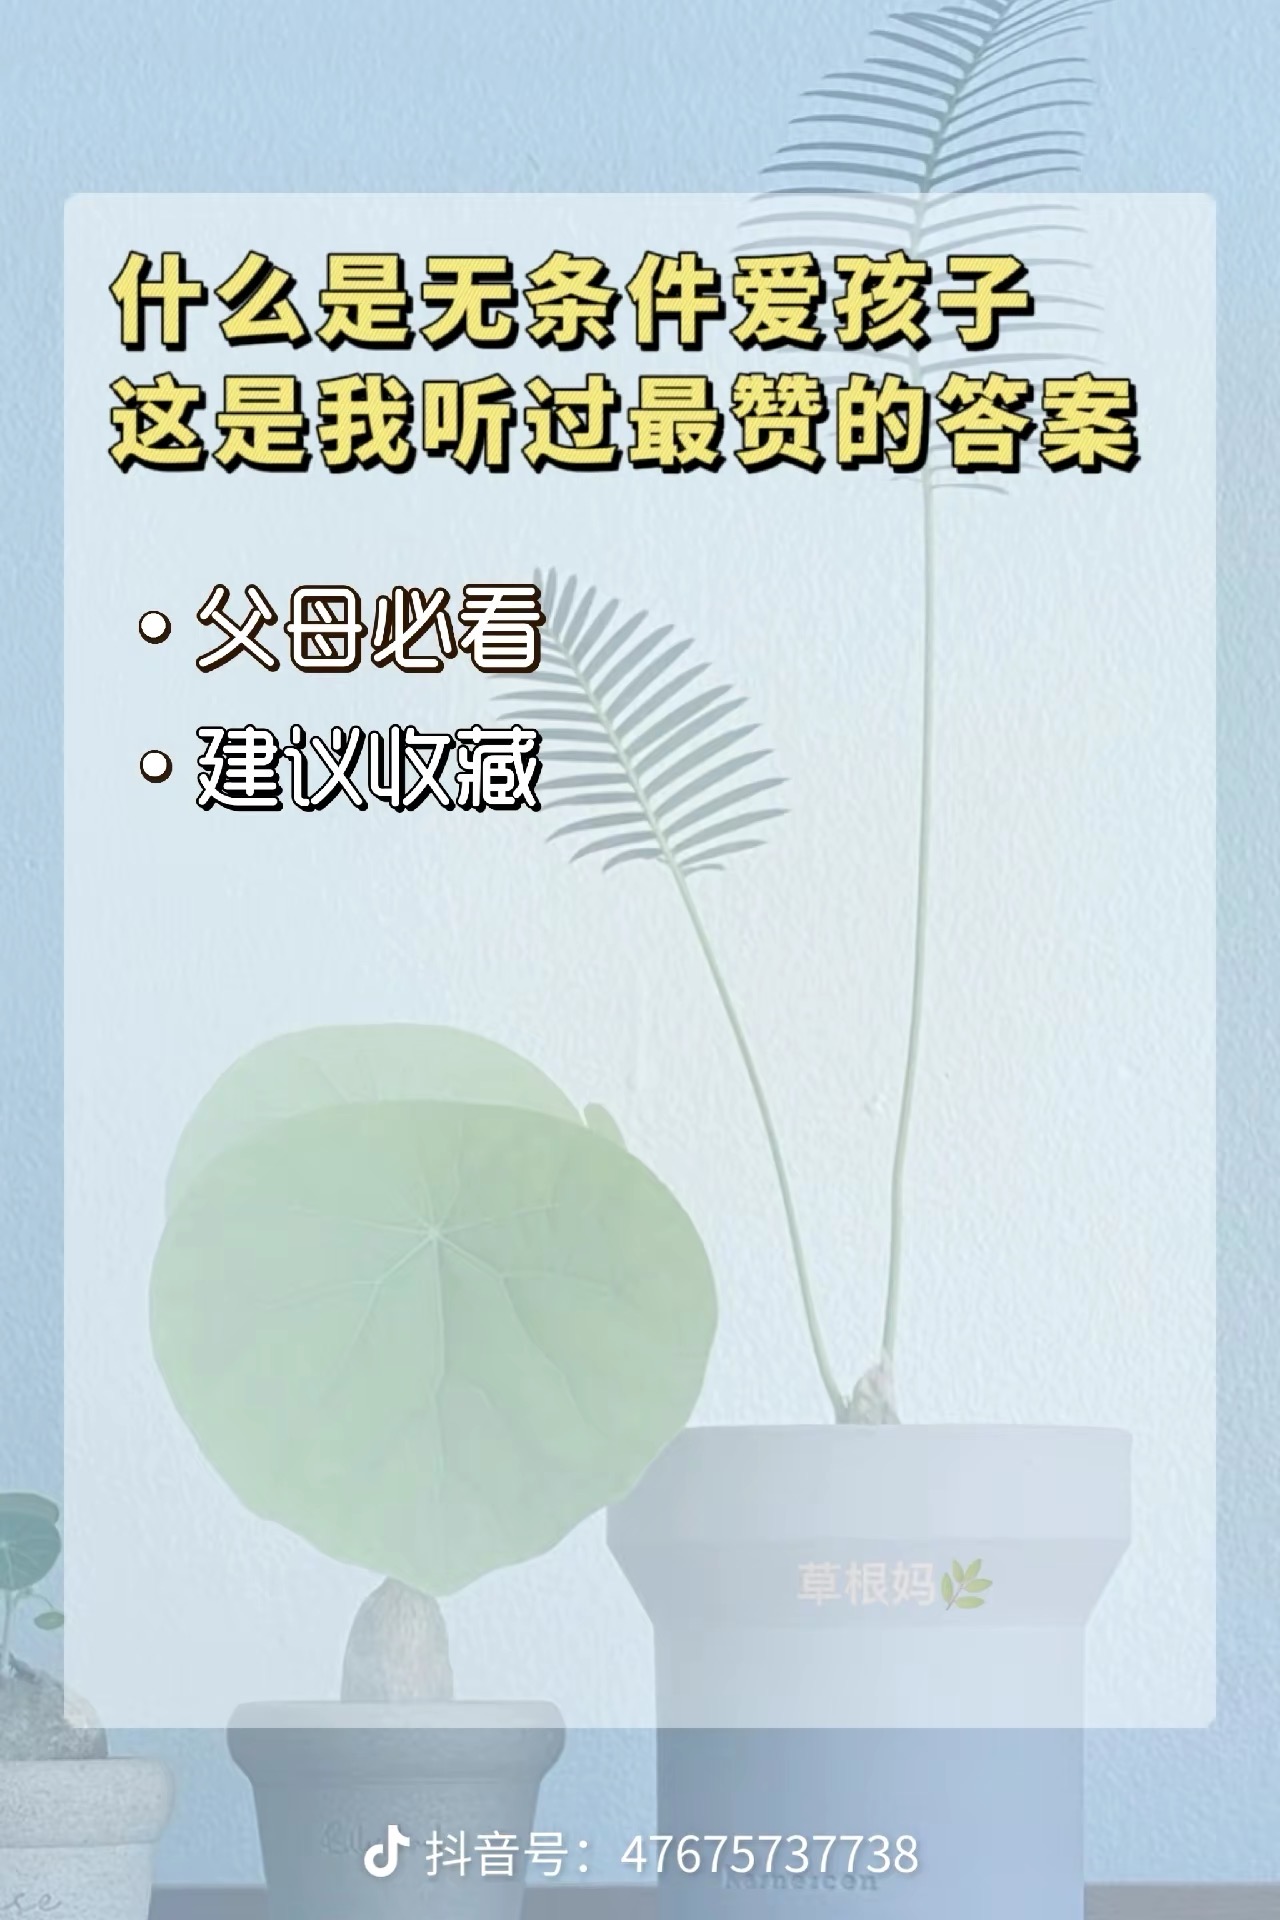 什么是无条件爱孩子
这是我听过最赞的答案
• 父母必看
• 建议收藏
草根妈🌿
抖音号：47675737738